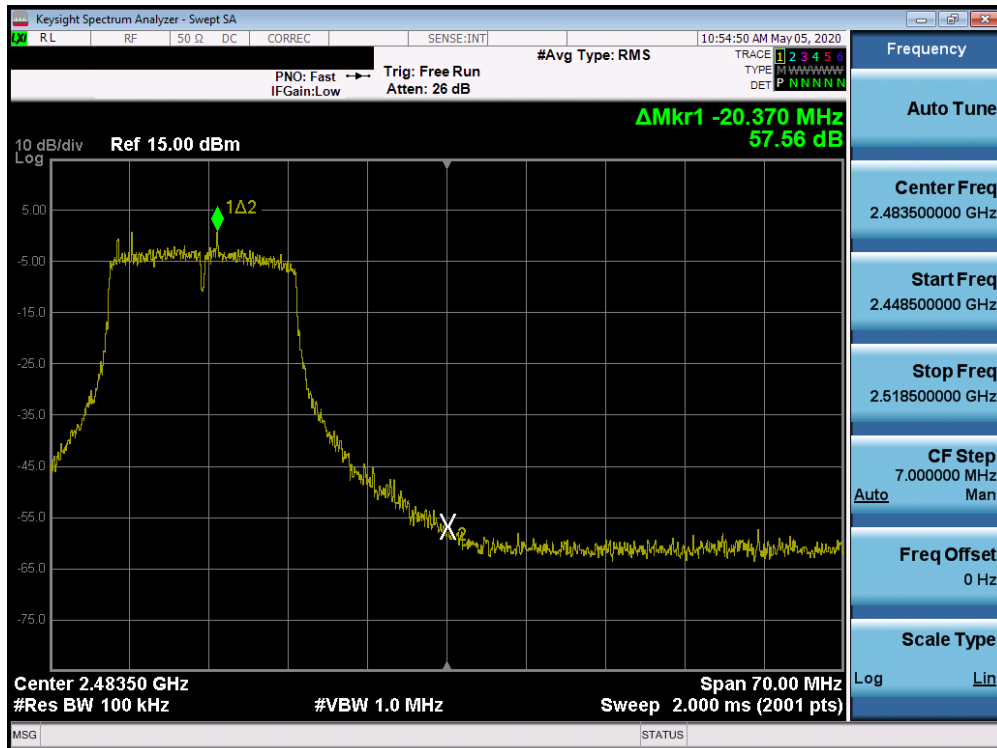 Keysight Spectrum Analyzer - Swept SA
LXI RL RF 50 Ω DC CORREC SENSE:INT 10:54:50 AM May 05, 2020
#Avg Type: RMS
TRACE 1 2 3 4 5 6
TYPE M WWWWW
DET P N N N N N
PNO: Fast Trig: Free Run
IFGain:Low Atten: 26 dB
ΔMkr1 -20.370 MHz
57.56 dB
10 dB/div Ref 15.00 dBm
Log
1Δ2
5.00
-5.00
-15.0
-25.0
-35.0
-45.0
-55.0
2
-65.0
-75.0
Center 2.48350 GHz Span 70.00 MHz
#Res BW 100 kHz #VBW 1.0 MHz Sweep 2.000 ms (2001 pts)
MSG STATUS
Frequency
Auto Tune
Center Freq
2.483500000 GHz
Start Freq
2.448500000 GHz
Stop Freq
2.518500000 GHz
CF Step
7.000000 MHz
Auto Man
Freq Offset
0 Hz
Scale Type
Log Lin